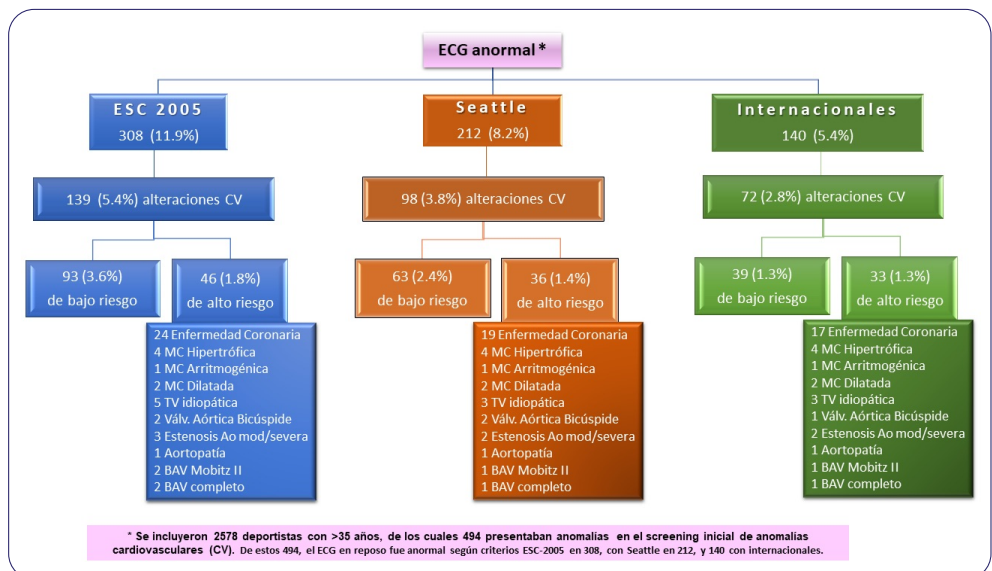 ECG anormal *
ESC 2005
308 (11.9%)
139 (5.4%) alteraciones CV
93 (3.6%)
de bajo riesgo
46 (1.8%)
de alto riesgo
24 Enfermedad Coronaria
4 MC Hipertrófica
1 MC Arritmogénica
2 MC Dilatada
5 TV idiopática
2 Válv. Aórtica Bicúspide
3 Estenosis Ao mod/severa
1 Aortopatía
2 BAV Mobitz II
2 BAV completo
Seattle
212 (8.2%)
98 (3.8%) alteraciones CV
63 (2.4%)
de bajo riesgo
36 (1.4%)
de alto riesgo
19 Enfermedad Coronaria
4 MC Hipertrófica
1 MC Arritmogénica
2 MC Dilatada
3 TV idiopática
2 Válv. Aórtica Bicúspide
2 Estenosis Ao mod/severa
1 Aortopatía
1 BAV Mobitz II
1 BAV completo
Internacionales
140 (5.4%)
72 (2.8%) alteraciones CV
39 (1.3%)
de bajo riesgo
33 (1.3%)
de alto riesgo
17 Enfermedad Coronaria
4 MC Hipertrófica
1 MC Arritmogénica
2 MC Dilatada
3 TV idiopática
1 Válv. Aórtica Bicúspide
2 Estenosis Ao mod/severa
1 Aortopatía
1 BAV Mobitz II
1 BAV completo
* Se incluyeron 2578 deportistas con >35 años, de los cuales 494 presentaban anomalías en el screening inicial de anomalías
cardiovasculares (CV). De estos 494, el ECG en reposo fue anormal según criterios ESC-2005 en 308, con Seattle en 212, y 140 con internacionales.